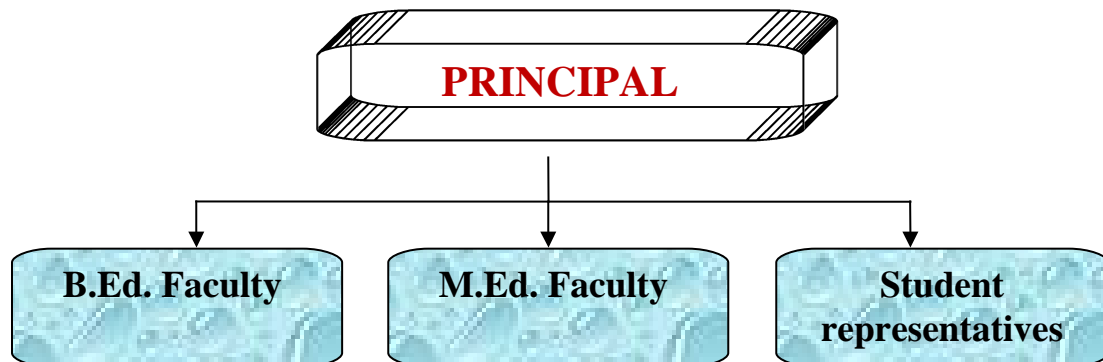 PRINCIPAL
B.Ed. Faculty
M.Ed. Faculty
Student
representatives